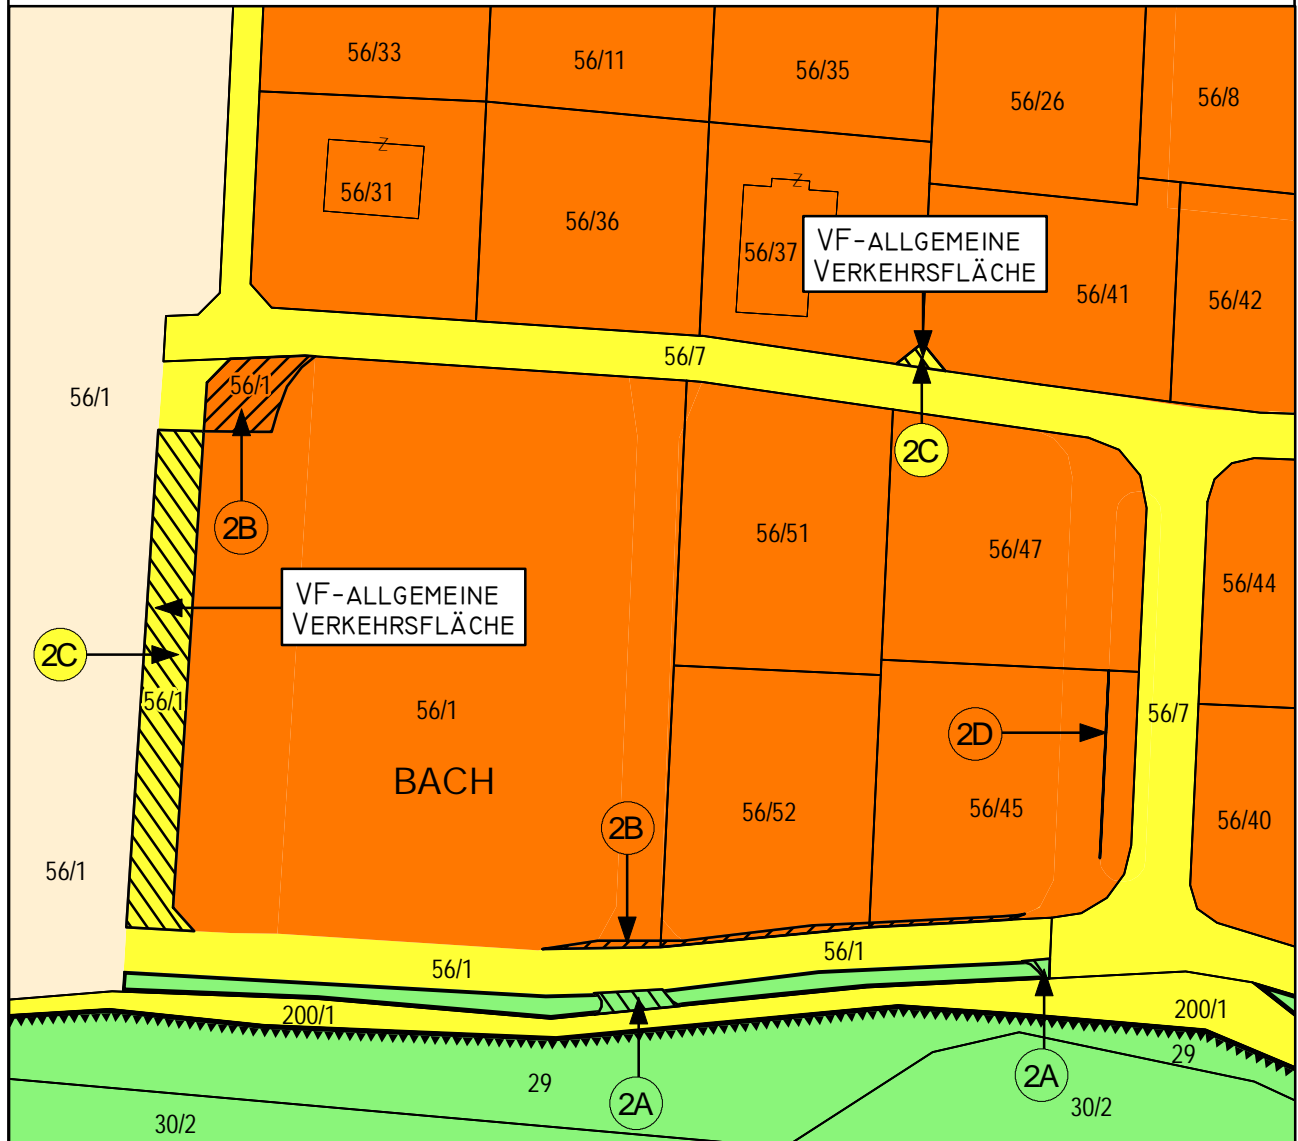 56/33
56/11
56/35
56/26
56/8
Z
Z
56/31
56/36
56/37
VF-ALLGEMEINE
VERKEHRSFLÄCHE
56/41
56/42
56/7
56/1
56/1
2C
2B
56/51
56/47
56/44
VF-ALLGEMEINE
VERKEHRSFLÄCHE
2C
56/1
56/1
56/7
2D
BACH
56/52
56/45
56/40
2B
56/1
56/1
56/1
200/1
200/1
29
29
2A
2A
30/2
30/2